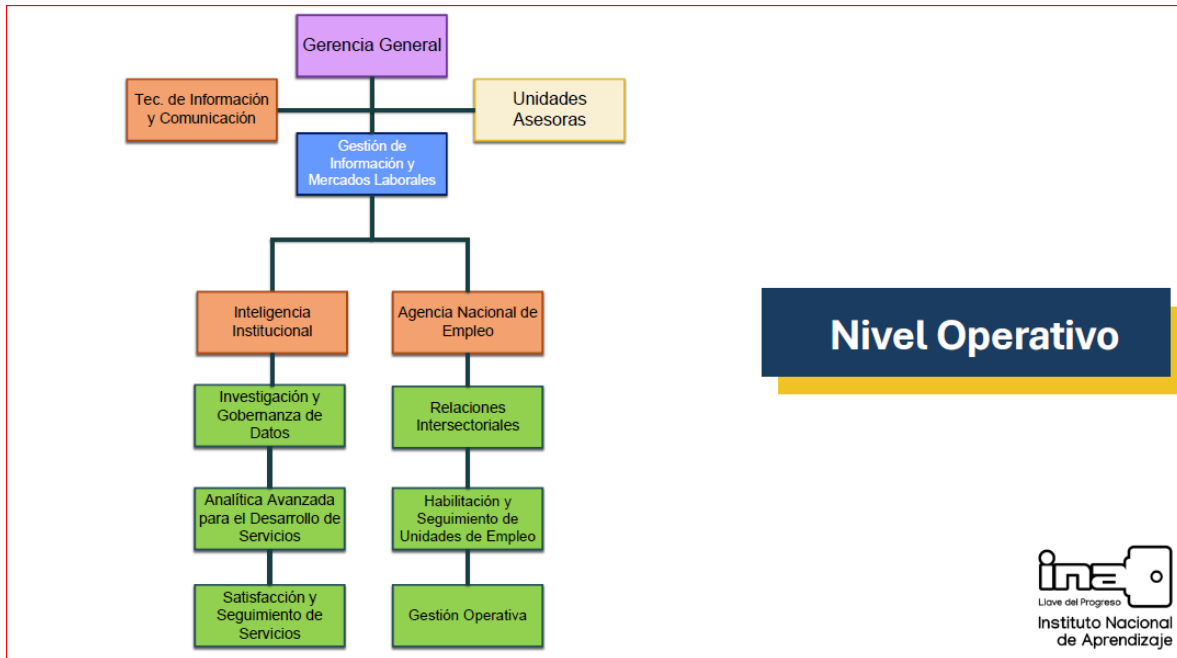 Gerencia General
Tec. de Información
y Comunicación
Unidades
Asesoras
Gestión de
Información y
Mercados Laborales
Inteligencia
Institucional
Agencia Nacional de
Empleo
Nivel Operativo
Investigación y
Gobernanza de
Datos
Relaciones
Intersectoriales
Analítica Avanzada
para el Desarrollo de
Servicios
Habilitación y
Seguimiento de
Unidades de Empleo
Satisfacción y
Seguimiento de
Servicios
Gestión Operativa
ina
Llave del Progreso
Instituto Nacional
de Aprendizaje